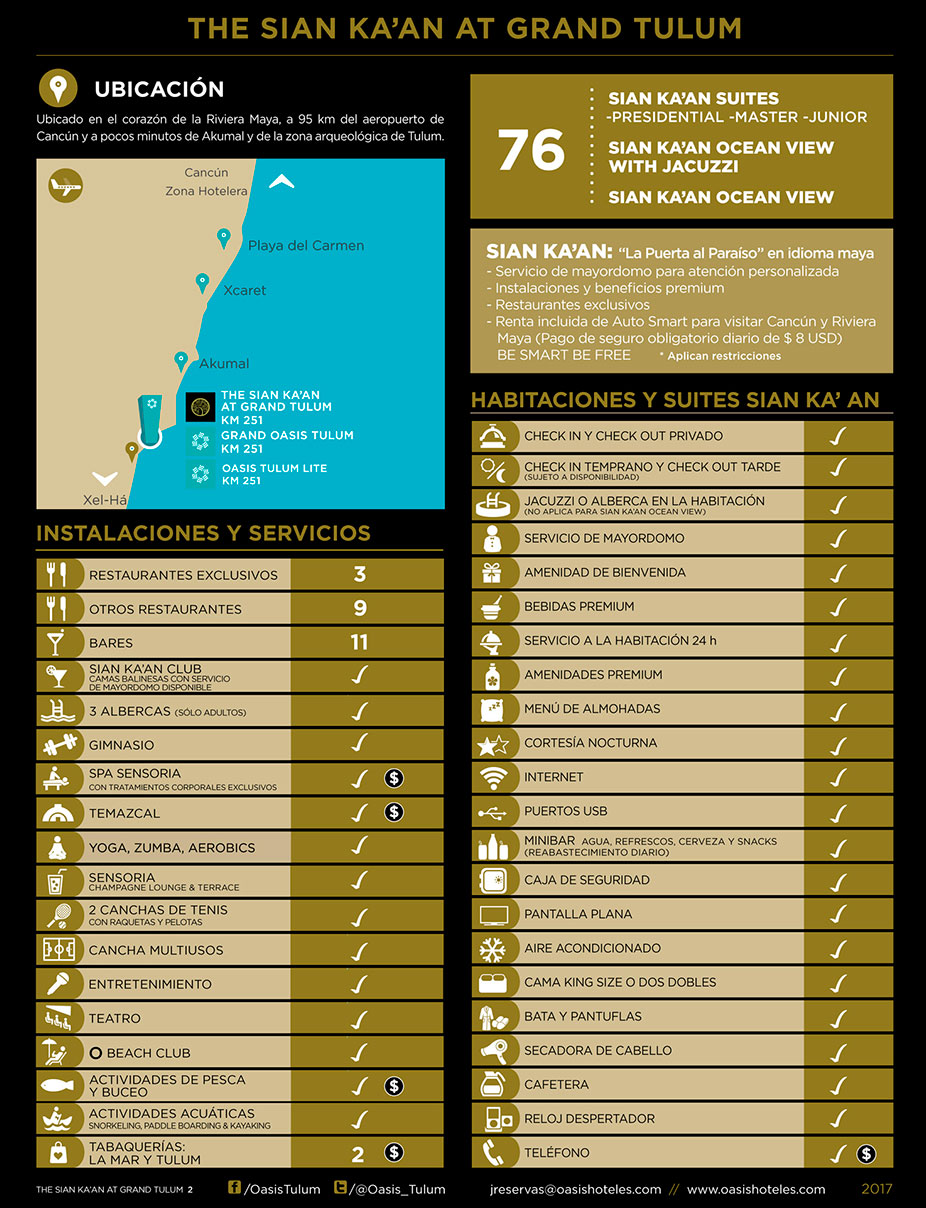 THE SIAN KA'AN AT GRAND TULUM
UBICACIÓN
Ubicado en el corazón de la Riviera Maya, a 95 km del aeropuerto de
Cancún y a pocos minutos de Akumal y de la zona arqueológica de Tulum.
Cancún
Zona Hotelera
Playa del Carmen
Xcaret
Akumal
THE SIAN KA'AN
AT GRAND TULUM
KM 251
GRAND OASIS TULUM
KM 251
OASIS TULUM LITE
KM 251
Xel-Há
INSTALACIONES Y SERVICIOS
RESTAURANTES EXCLUSIVOS 3
OTROS RESTAURANTES 9
BARES 11
SIAN KA'AN CLUB
CAMAS BALINESAS CON SERVICIO
DE MAYORDOMO DISPONIBLE
3 ALBERCAS (SÓLO ADULTOS)
GIMNASIO
SPA SENSORIA $
CON TRATAMIENTOS CORPORALES EXCLUSIVOS
TEMAZCAL $
YOGA, ZUMBA, AEROBICS
SENSORIA
CHAMPAGNE LOUNGE & TERRACE
2 CANCHAS DE TENIS
CON RAQUETAS Y PELOTAS
CANCHA MULTIUSOS
ENTRETENIMIENTO
TEATRO
O BEACH CLUB
ACTIVIDADES DE PESCA
Y BUCEO $
ACTIVIDADES ACUÁTICAS
SNORKELING, PADDLE BOARDING & KAYAKING
TABAQUERÍAS:
LA MAR Y TULUM 2 $
76
SIAN KA'AN SUITES
-PRESIDENTIAL -MASTER -JUNIOR
SIAN KA'AN OCEAN VIEW
WITH JACUZZI
SIAN KA'AN OCEAN VIEW
SIAN KA'AN: “La Puerta al Paraíso” en idioma maya
- Servicio de mayordomo para atención personalizada
- Instalaciones y beneficios premium
- Restaurantes exclusivos
- Renta incluida de Auto Smart para visitar Cancún y Riviera
Maya (Pago de seguro obligatorio diario de $ 8 USD)
BE SMART BE FREE * Aplican restricciones
HABITACIONES Y SUITES SIAN KA' AN
CHECK IN Y CHECK OUT PRIVADO
CHECK IN TEMPRANO Y CHECK OUT TARDE
(SUJETO A DISPONIBILIDAD)
JACUZZI O ALBERCA EN LA HABITACIÓN
(NO APLICA PARA SIAN KA'AN OCEAN VIEW)
SERVICIO DE MAYORDOMO
AMENIDAD DE BIENVENIDA
BEBIDAS PREMIUM
SERVICIO A LA HABITACIÓN 24 h
AMENIDADES PREMIUM
MENÚ DE ALMOHADAS
CORTESÍA NOCTURNA
INTERNET
PUERTOS USB
MINIBAR AGUA, REFRESCOS, CERVEZA Y SNACKS
(REABASTECIMIENTO DIARIO)
CAJA DE SEGURIDAD
PANTALLA PLANA
AIRE ACONDICIONADO
CAMA KING SIZE O DOS DOBLES
BATA Y PANTUFLAS
SECADORA DE CABELLO
CAFETERA
RELOJ DESPERTADOR
TELÉFONO $
THE SIAN KA'AN AT GRAND TULUM 2 /OasisTulum /@Oasis_Tulum jreservas@oasishoteles.com // www.oasishoteles.com 2017